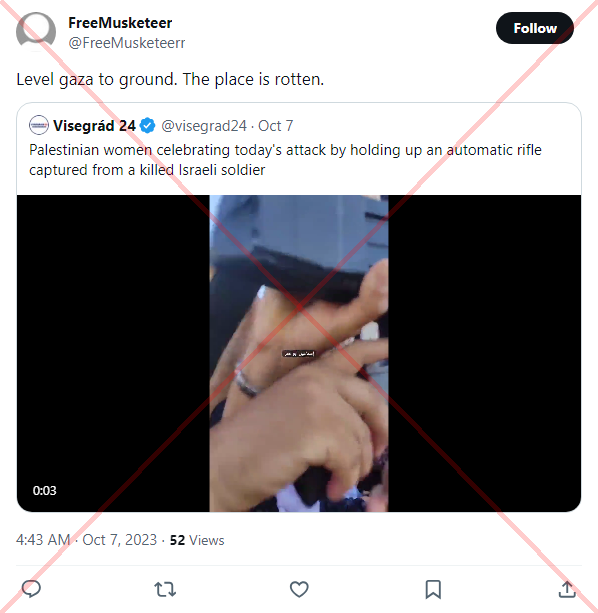 FreeMusketeer
@FreeMusketeerr
Follow
Level gaza to ground. The place is rotten.
Visegrád 24 @visegrad24 · Oct 7
Palestinian women celebrating today's attack by holding up an automatic rifle
captured from a killed Israeli soldier
0:03
4:43 AM · Oct 7, 2023 · 52 Views